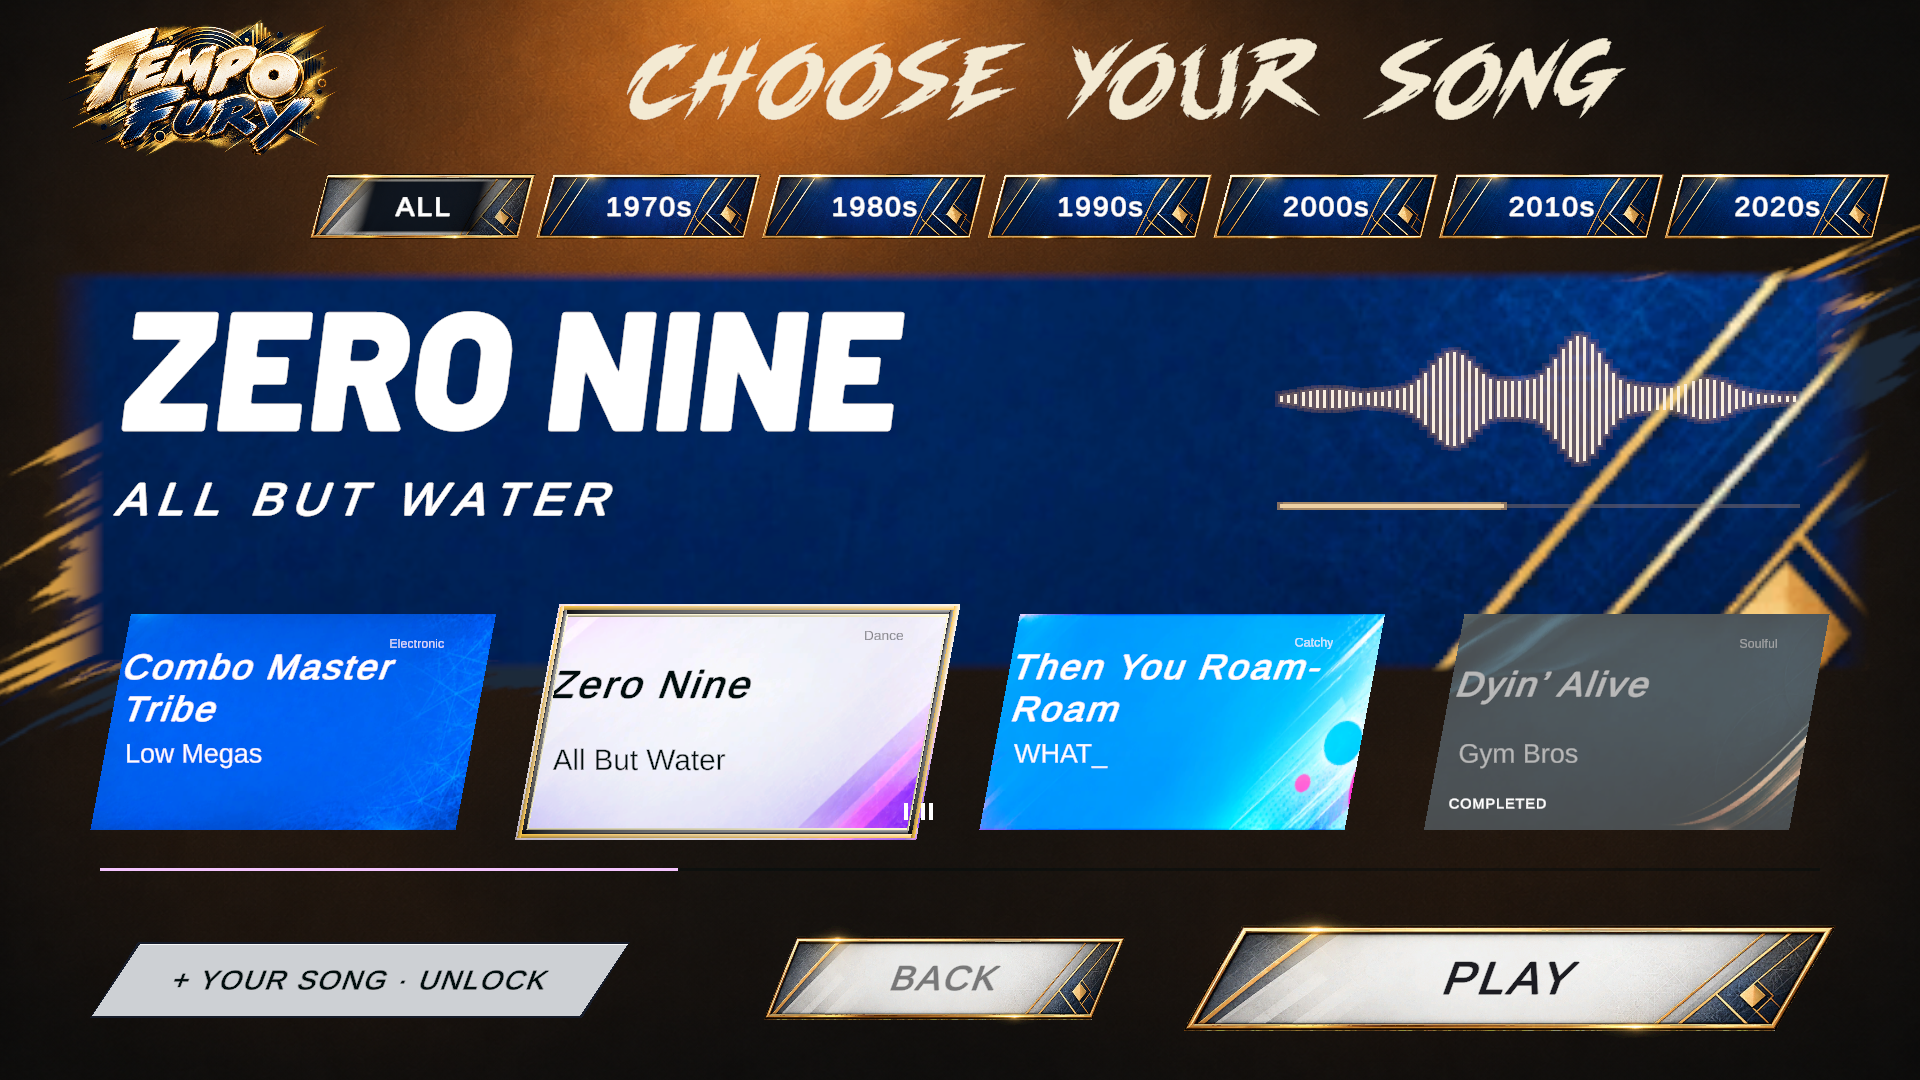 TEMPO
FURY
CHOOSE YOUR SONG
ALL
1970s
1980s
1990s
2000s
2010s
2020s
ZERO NINE
ALL BUT WATER
Electronic
Combo Master
Tribe
Low Megas
Dance
Zero Nine
All But Water
Catchy
Then You Roam-
Roam
WHAT_
Soulful
Dyin’ Alive
Gym Bros
COMPLETED
+ YOUR SONG · UNLOCK
BACK
PLAY